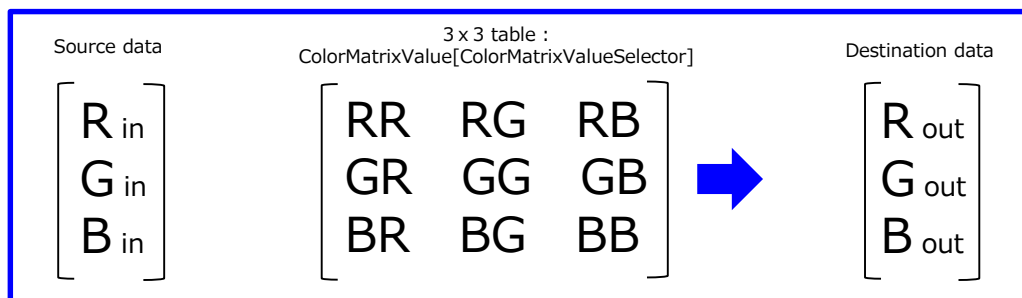 Source data
3 x 3 table :
ColorMatrixValue[ColorMatrixValueSelector]
Destination data
R in
G in
B in
RR RG RB
GR GG GB
BR BG BB
R out
G out
B out